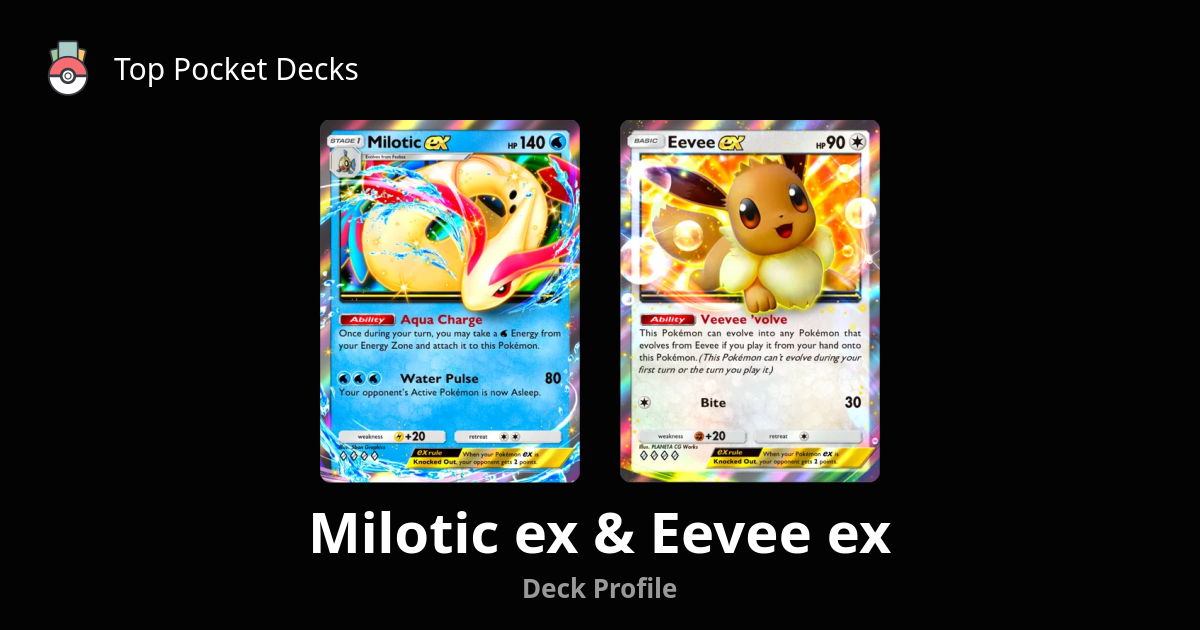 Top Pocket Decks
STAGE 1 Milotic ex HP 140
Evolves from Feebas
Ability Aqua Charge
Once during your turn, you may take a Energy from
your Energy Zone and attach it to this Pokémon.
Water Pulse 80
Your opponent's Active Pokémon is now Asleep.
weakness +20 retreat
ex rule When your Pokémon ex is
Knocked Out, your opponent gets 2 points.
BASIC Eevee ex HP 90
Ability Veevee 'volve
This Pokémon can evolve into any Pokémon that
evolves from Eevee if you play it from your hand onto
this Pokémon. (This Pokémon can't evolve during your
first turn or the turn you play it.)
Bite 30
weakness +20 retreat
Illus. PLANETA CG Works
ex rule When your Pokémon ex is
Knocked Out, your opponent gets 2 points.
Milotic ex & Eevee ex
Deck Profile